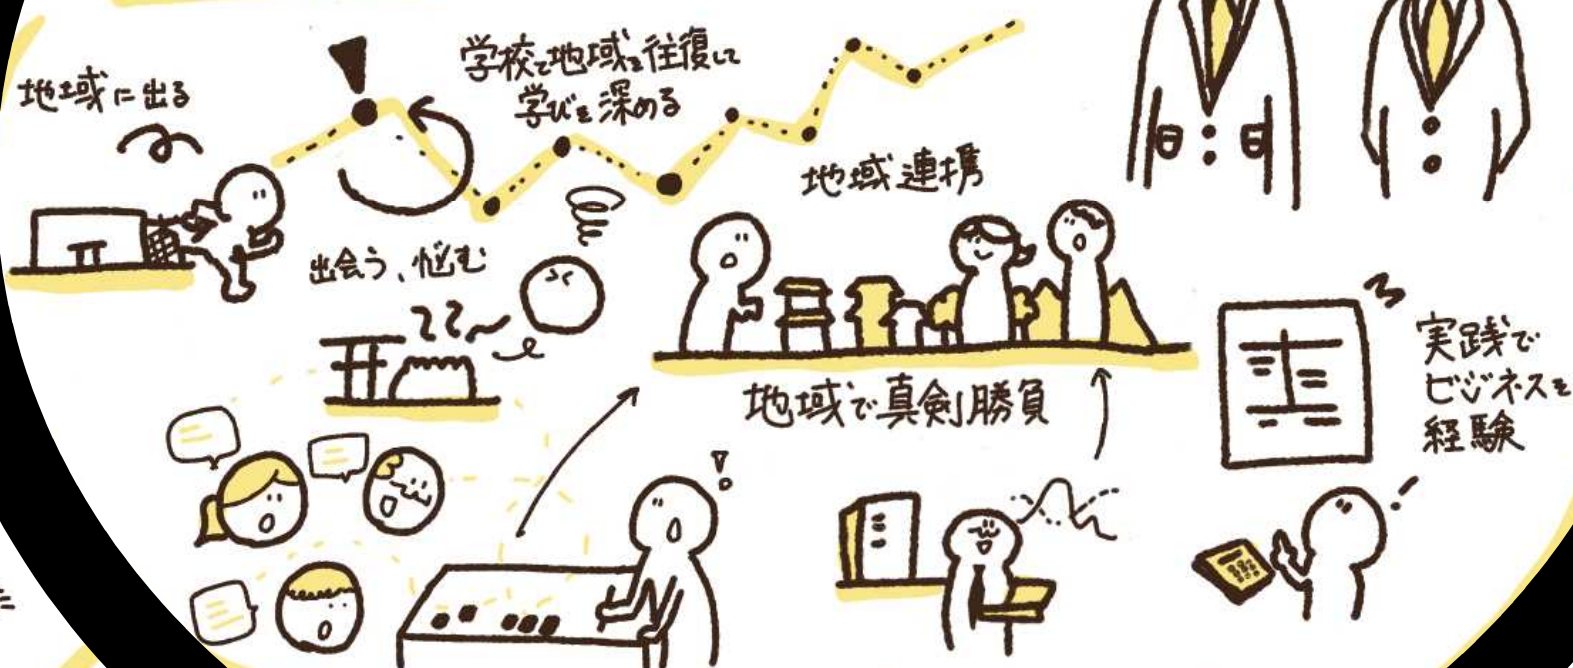 地域に出る
学校で地域を往復して
学びを深める
地域連携
出会う、悩む
地域で真剣勝負
実践で
ビジネスを
経験